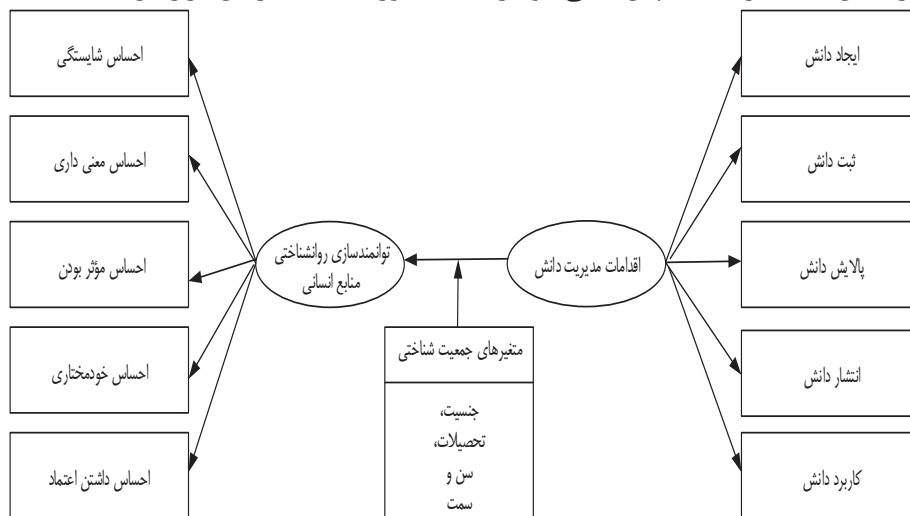 ایجاد دانش
ثبت دانش
پالایش دانش
انتشار دانش
کاربرد دانش
اقدامات مدیریت دانش
متغیرهای جمعیت شناختی
جنسیت،
تحصیلات،
سن و
سمت
توانمندسازی روانشناختی
منابع انسانی
احساس شایستگی
احساس معنی داری
احساس مؤثر بودن
احساس خودمختاری
احساس داشتن اعتماد